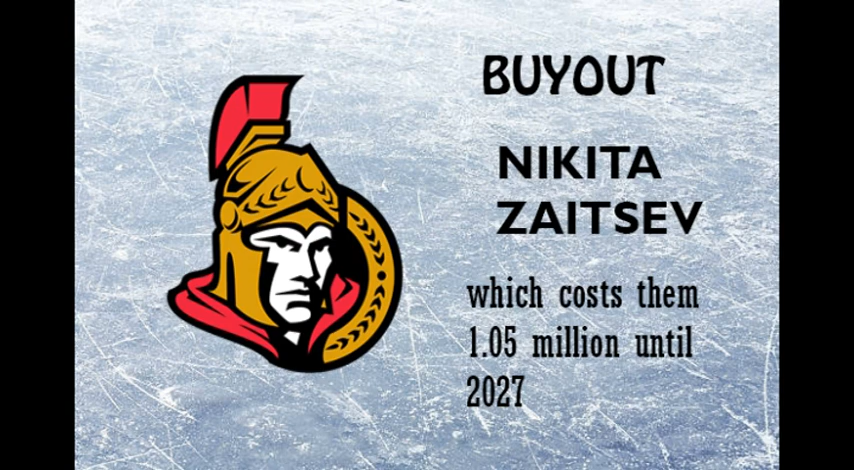 BUYOUT
NIKITA
ZAITSEV
which costs them
1.05 million until
2027